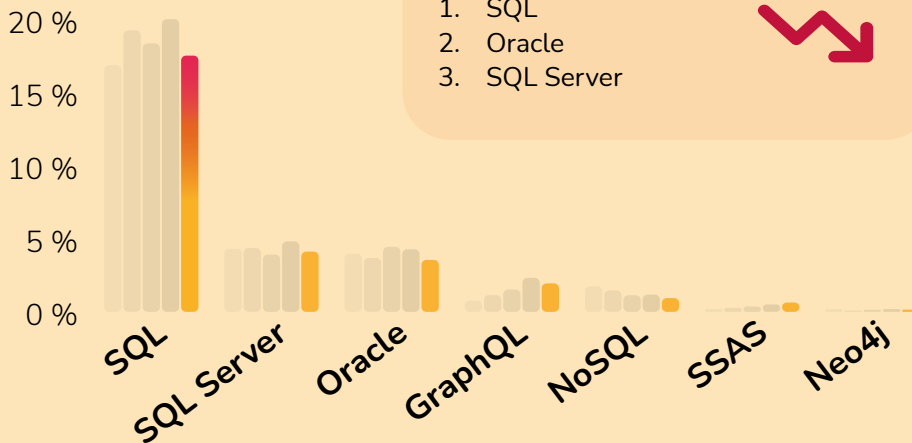 20 %
15 %
10 %
5 %
0 %
1. SQL
2. Oracle
3. SQL Server
SQL
SQL Server
Oracle
GraphQL
NoSQL
SSAS
Neo4j